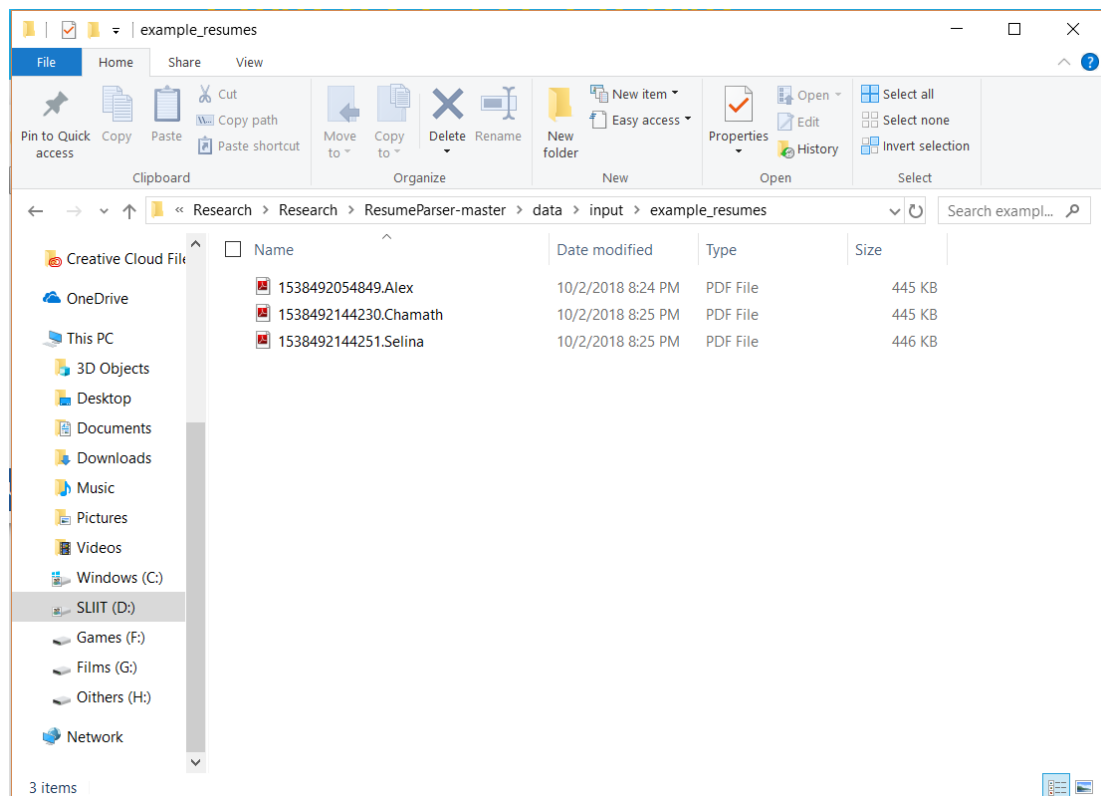 example_resumes
File Home Share View
Pin to Quick access
Copy
Paste
Cut
Copy path
Paste shortcut
Clipboard
Move to
Copy to
Delete
Rename
Organize
New folder
New item
Easy access
New
Properties
Open
Edit
History
Open
Select all
Select none
Invert selection
Select
« Research > Research > ResumeParser-master > data > input > example_resumes
Search exampl...
Name Date modified Type Size
1538492054849.Alex 10/2/2018 8:24 PM PDF File 445 KB
1538492144230.Chamath 10/2/2018 8:25 PM PDF File 445 KB
1538492144251.Selina 10/2/2018 8:25 PM PDF File 446 KB
Creative Cloud File
OneDrive
This PC
3D Objects
Desktop
Documents
Downloads
Music
Pictures
Videos
Windows (C:)
SLIIT (D:)
Games (F:)
Films (G:)
Oithers (H:)
Network
3 items